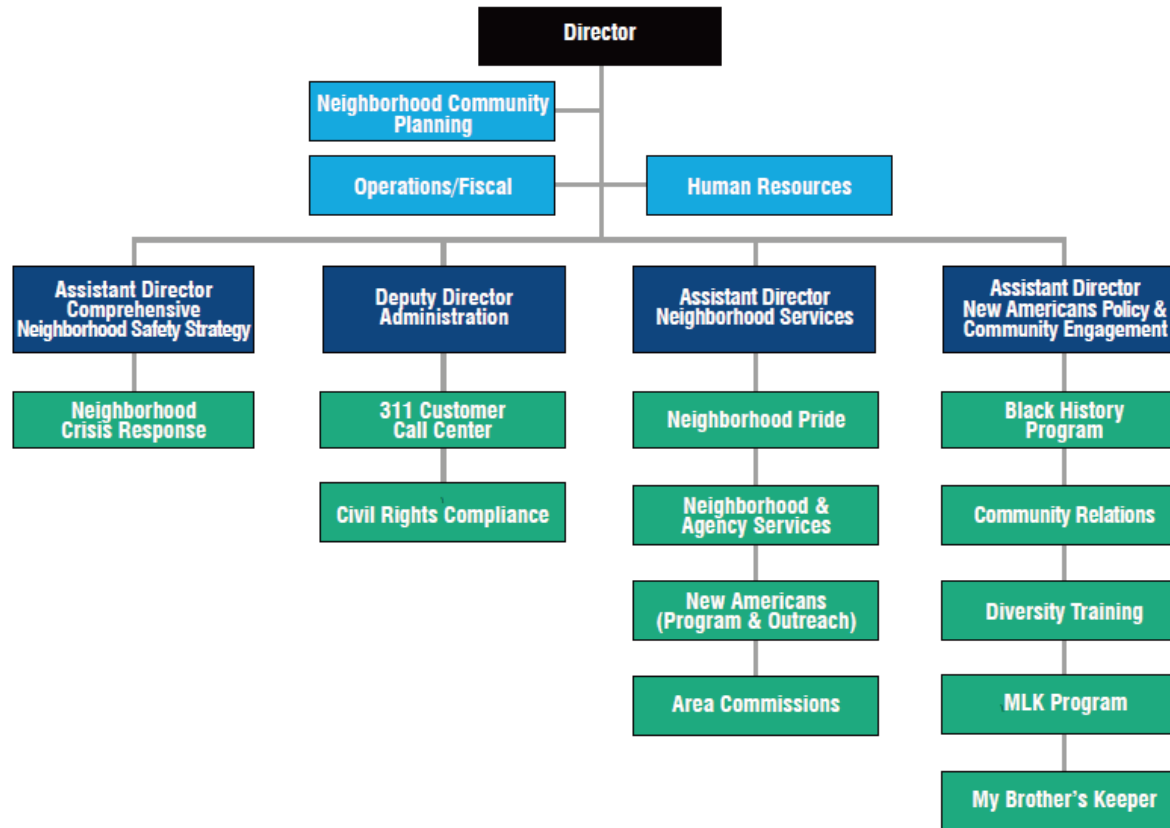 Director
Neighborhood Community
Planning
Operations/Fiscal
Human Resources
Assistant Director
Comprehensive
Neighborhood Safety Strategy
Deputy Director
Administration
Assistant Director
Neighborhood Services
Assistant Director
New Americans Policy &
Community Engagement
Neighborhood
Crisis Response
311 Customer
Call Center
Neighborhood Pride
Black History
Program
Civil Rights Compliance
Neighborhood &
Agency Services
Community Relations
New Americans
(Program & Outreach)
Diversity Training
Area Commissions
MLK Program
My Brother's Keeper